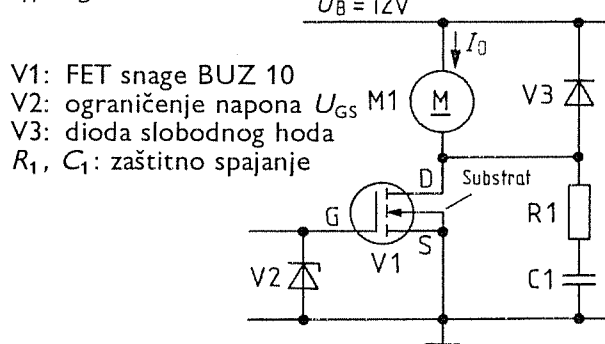 U_B = 12V
I_0
V1: FET snage BUZ 10
V2: ograničenje napona U_GS
V3: dioda slobodnog hoda
R_1, C_1: zaštitno spajanje
M1
M
V3
D
Substrat
G
R1
S
V1
V2
C1